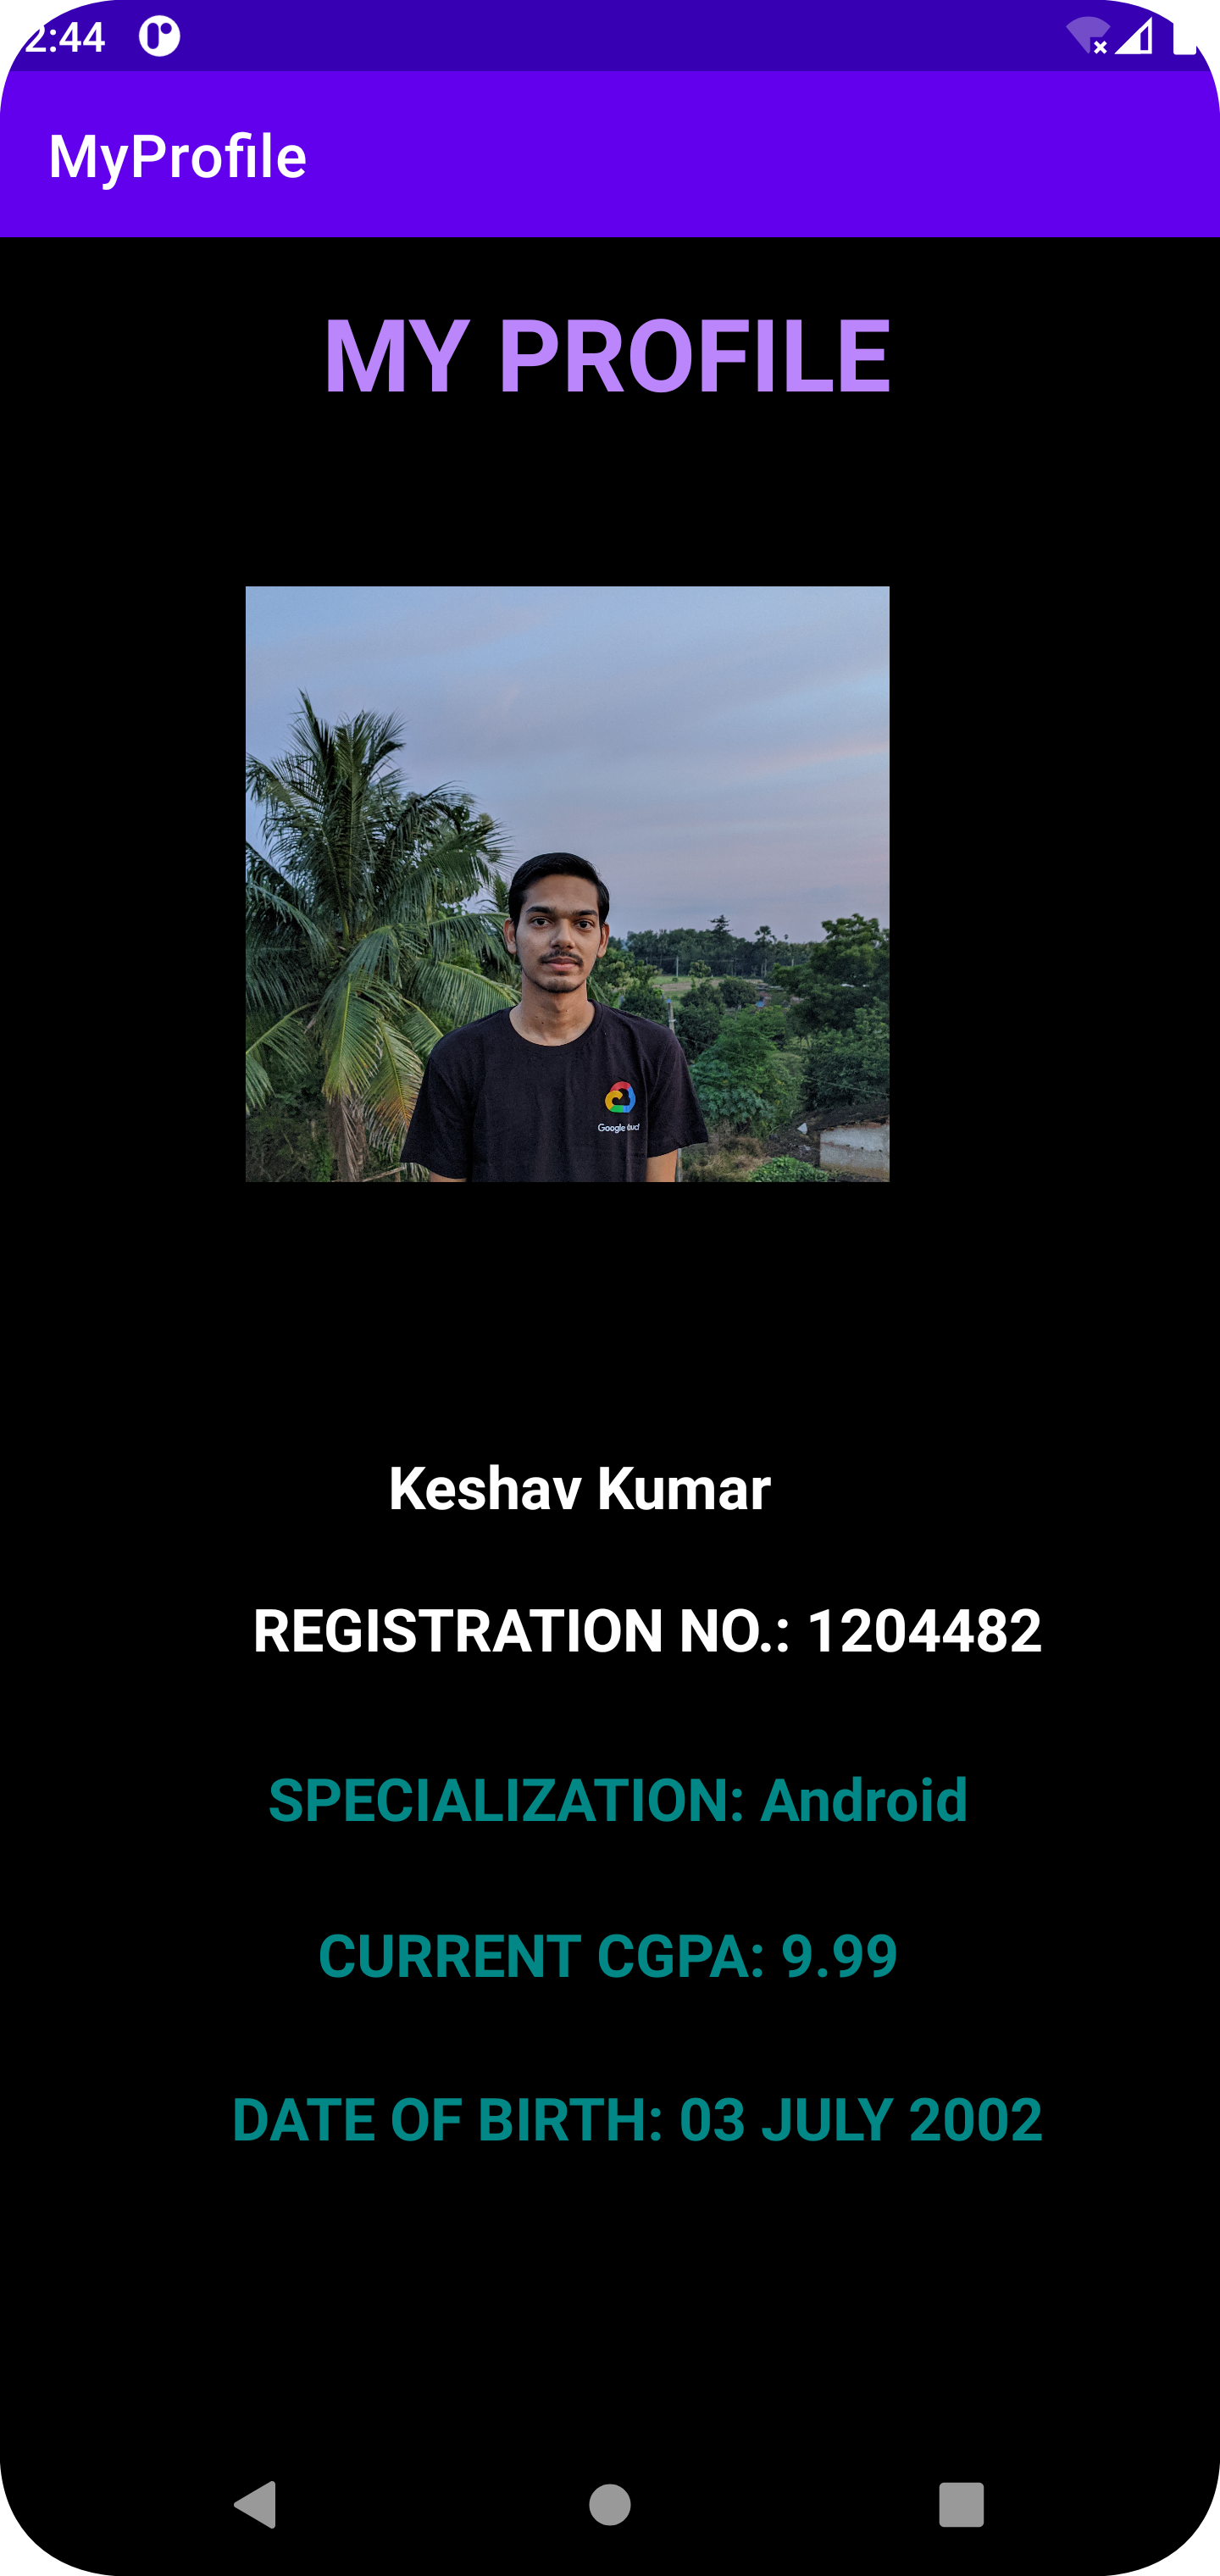 2:44
MyProfile
MY PROFILE
Google Cloud
Keshav Kumar
REGISTRATION NO.: 1204482
SPECIALIZATION: Android
CURRENT CGPA: 9.99
DATE OF BIRTH: 03 JULY 2002